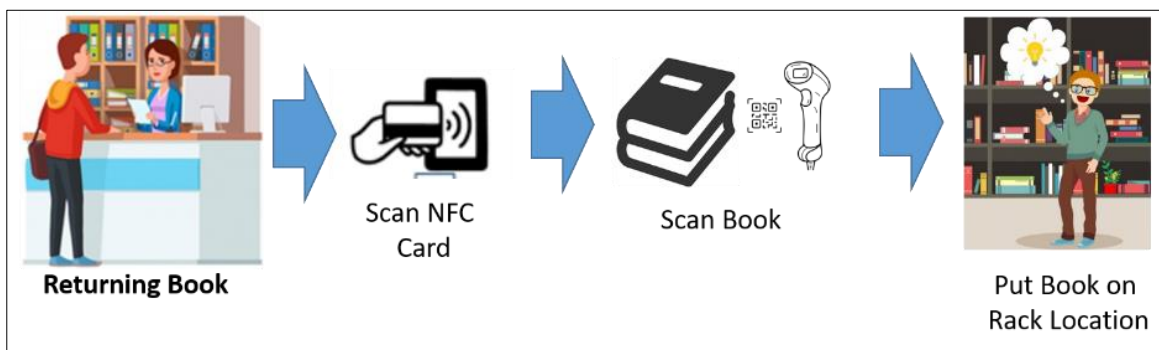 Returning Book
Scan NFC
Card
Scan Book
Put Book on
Rack Location